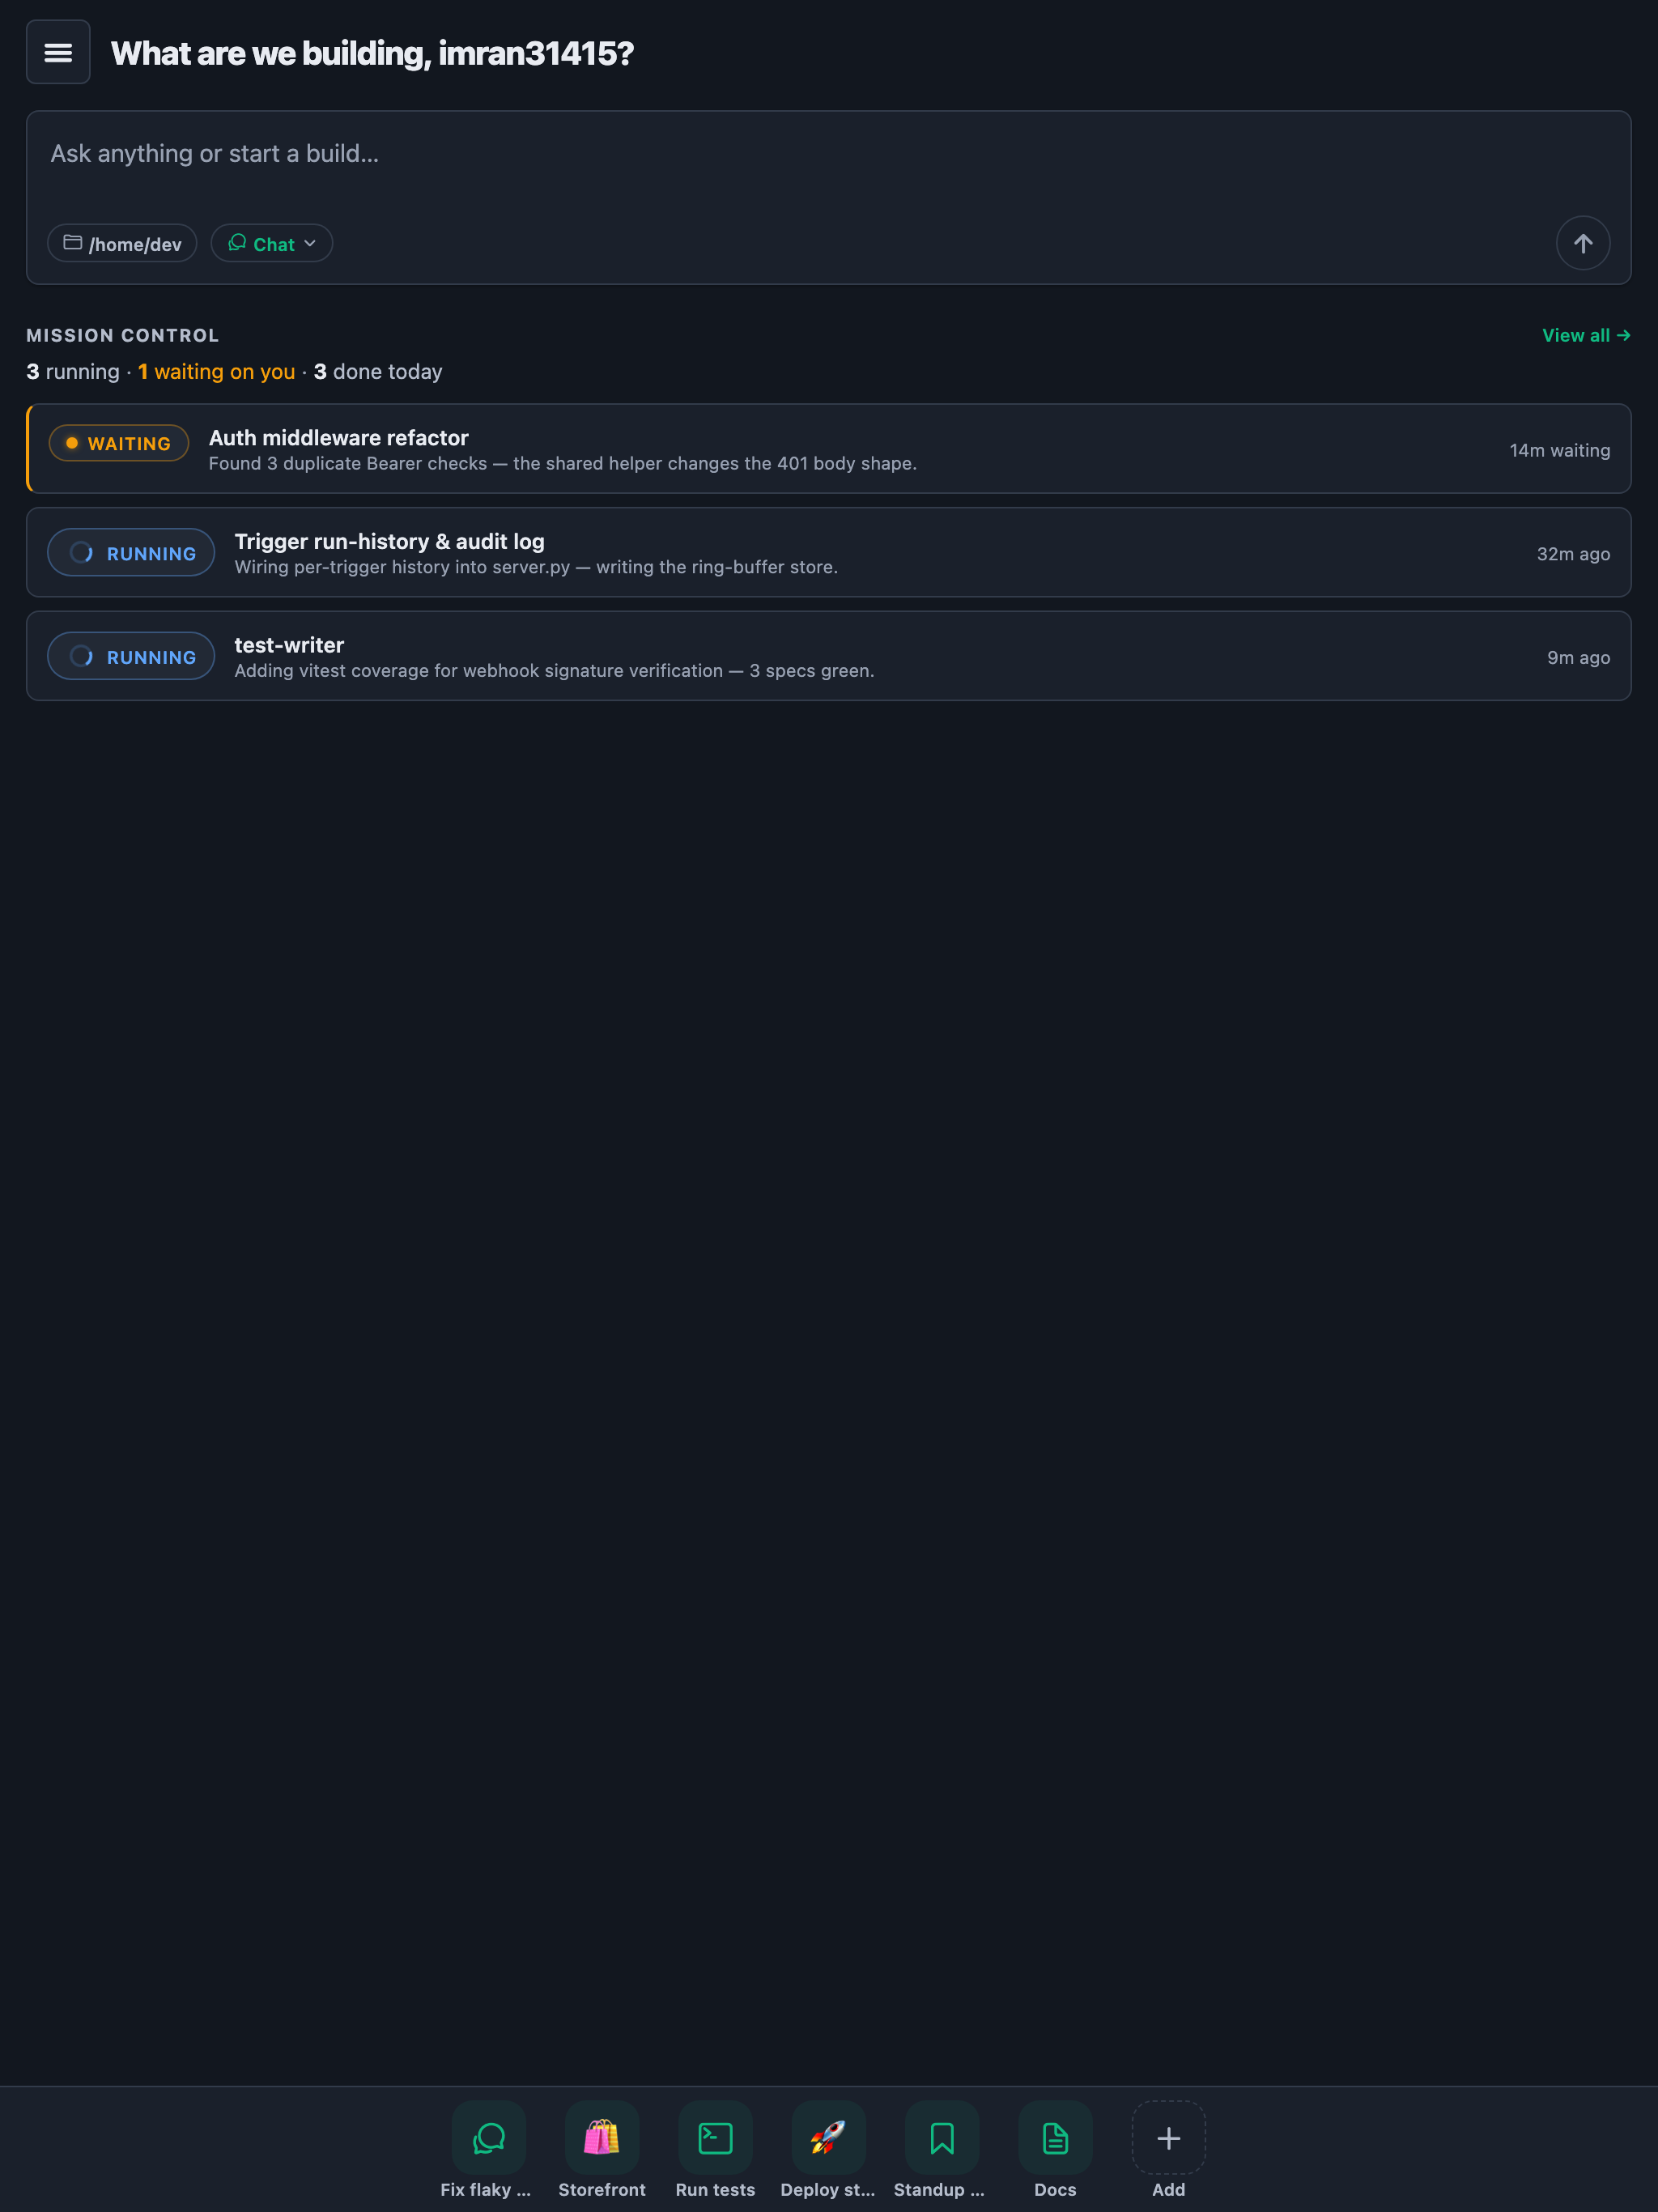 What are we building, imran31415?
Ask anything or start a build...
/home/dev
Chat
MISSION CONTROL
View all →
3 running · 1 waiting on you · 3 done today
WAITING
Auth middleware refactor
Found 3 duplicate Bearer checks — the shared helper changes the 401 body shape.
14m waiting
RUNNING
Trigger run-history & audit log
Wiring per-trigger history into server.py — writing the ring-buffer store.
32m ago
RUNNING
test-writer
Adding vitest coverage for webhook signature verification — 3 specs green.
9m ago
Fix flaky ...
Storefront
Run tests
Deploy st...
Standup ...
Docs
Add